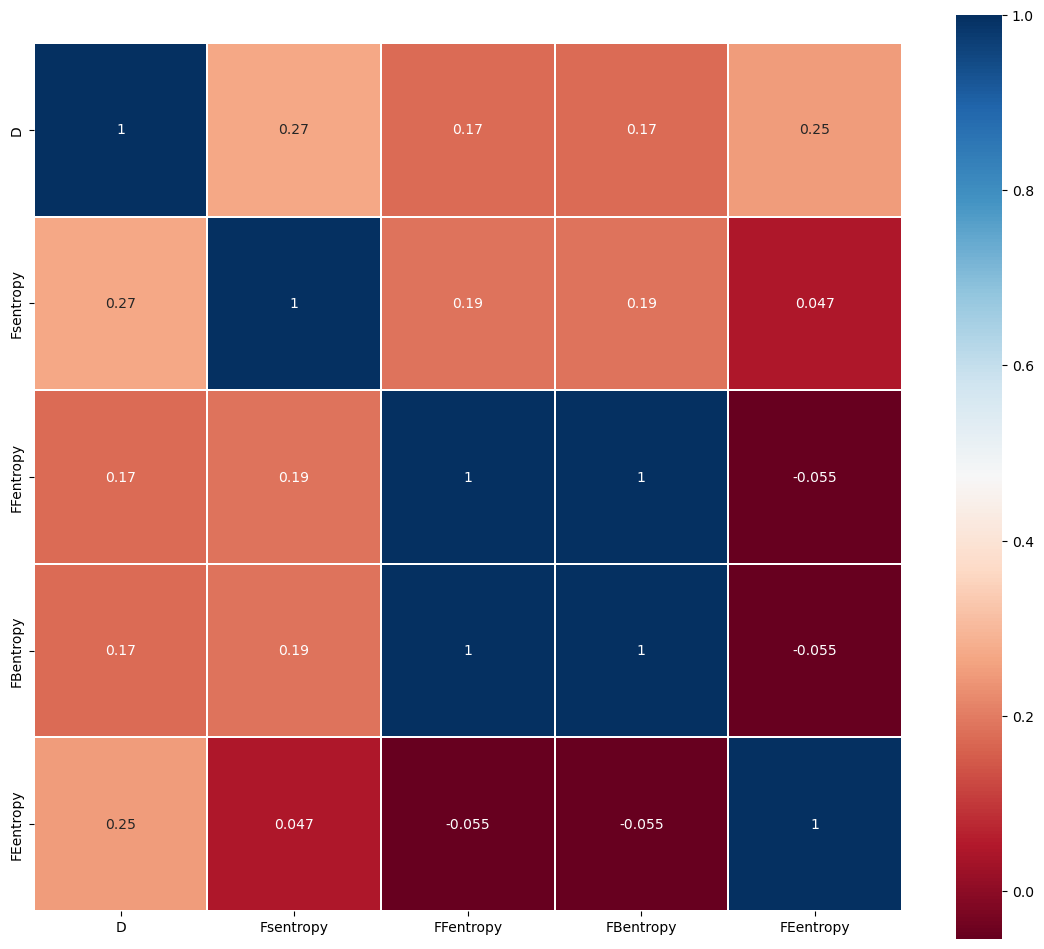 D 1 0.27 0.17 0.17 0.25
Fsentropy 0.27 1 0.19 0.19 0.047
FFentropy 0.17 0.19 1 1 -0.055
FBentropy 0.17 0.19 1 1 -0.055
FEentropy 0.25 0.047 -0.055 -0.055 1
D Fsentropy FFentropy FBentropy FEentropy
1.0
0.8
0.6
0.4
0.2
0.0